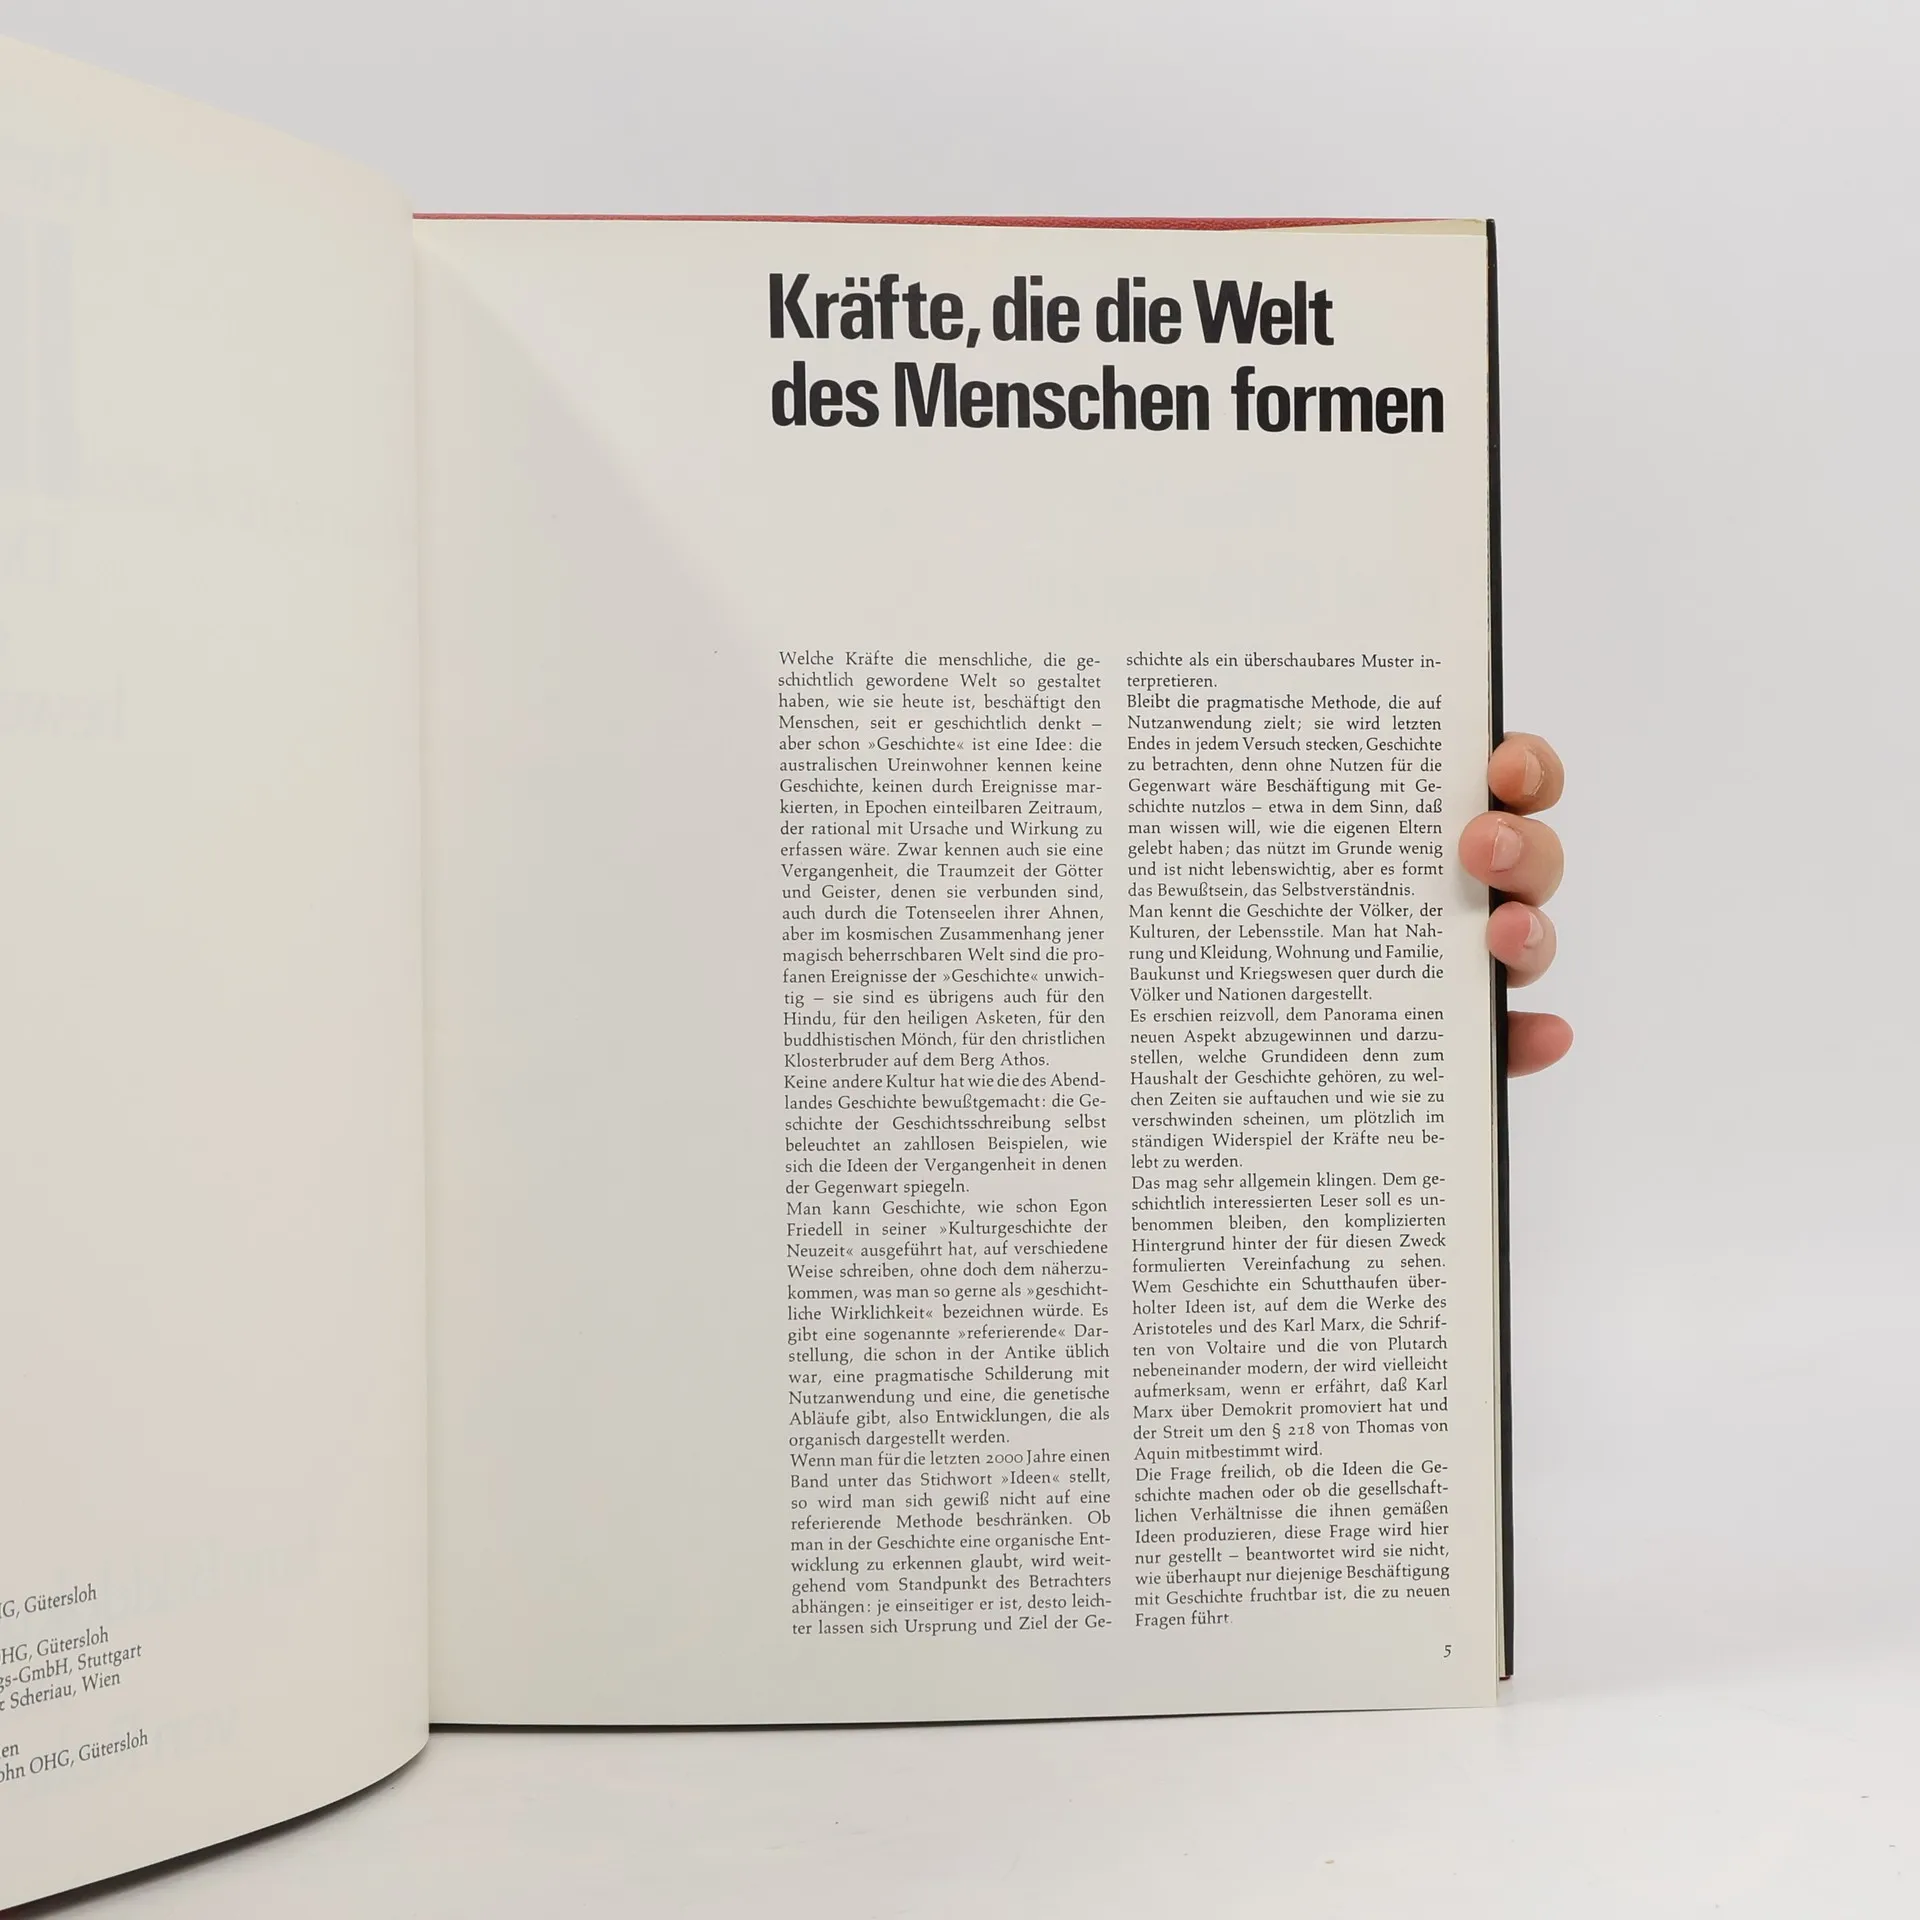 G, Gütersloh
OHG, Gütersloh
gs-GmbH, Stuttgart
Scheriau, Wien
en
ohn OHG, Gütersloh
Kräfte, die die Welt
des Menschen formen
Welche Kräfte die menschliche, die ge-
schichtlich gewordene Welt so gestaltet
haben, wie sie heute ist, beschäftigt den
Menschen, seit er geschichtlich denkt –
aber schon »Geschichte« ist eine Idee: die
australischen Ureinwohner kennen keine
Geschichte, keinen durch Ereignisse mar-
kierten, in Epochen einteilbaren Zeitraum,
der rational mit Ursache und Wirkung zu
erfassen wäre. Zwar kennen auch sie eine
Vergangenheit, die Traumzeit der Götter
und Geister, denen sie verbunden sind,
auch durch die Totenseelen ihrer Ahnen,
aber im kosmischen Zusammenhang jener
magisch beherrschbaren Welt sind die pro-
fanen Ereignisse der »Geschichte« unwich-
tig – sie sind es übrigens auch für den
Hindu, für den heiligen Asketen, für den
buddhistischen Mönch, für den christlichen
Klosterbruder auf dem Berg Athos.
Keine andere Kultur hat wie die des Abend-
landes Geschichte bewußtgemacht: die Ge-
schichte der Geschichtsschreibung selbst
beleuchtet an zahllosen Beispielen, wie
sich die Ideen der Vergangenheit in denen
der Gegenwart spiegeln.
Man kann Geschichte, wie schon Egon
Friedell in seiner »Kulturgeschichte der
Neuzeit« ausgeführt hat, auf verschiedene
Weise schreiben, ohne doch dem näherzu-
kommen, was man so gerne als »geschicht-
liche Wirklichkeit« bezeichnen würde. Es
gibt eine sogenannte »referierende« Dar-
stellung, die schon in der Antike üblich
war, eine pragmatische Schilderung mit
Nutzanwendung und eine, die genetische
Abläufe gibt, also Entwicklungen, die als
organisch dargestellt werden.
Wenn man für die letzten 2000 Jahre einen
Band unter das Stichwort »Ideen« stellt,
so wird man sich gewiß nicht auf eine
referierende Methode beschränken. Ob
man in der Geschichte eine organische Ent-
wicklung zu erkennen glaubt, wird weit-
gehend vom Standpunkt des Betrachters
abhängen: je einseitiger er ist, desto leich-
ter lassen sich Ursprung und Ziel der Ge-
schichte als ein überschaubares Muster in-
terpretieren.
Bleibt die pragmatische Methode, die auf
Nutzanwendung zielt; sie wird letzten
Endes in jedem Versuch stecken, Geschichte
zu betrachten, denn ohne Nutzen für die
Gegenwart wäre Beschäftigung mit Ge-
schichte nutzlos – etwa in dem Sinn, daß
man wissen will, wie die eigenen Eltern
gelebt haben; das nützt im Grunde wenig
und ist nicht lebenswichtig, aber es formt
das Bewußtsein, das Selbstverständnis.
Man kennt die Geschichte der Völker, der
Kulturen, der Lebensstile. Man hat Nah-
rung und Kleidung, Wohnung und Familie,
Baukunst und Kriegswesen quer durch die
Völker und Nationen dargestellt.
Es erschien reizvoll, dem Panorama einen
neuen Aspekt abzugewinnen und darzu-
stellen, welche Grundideen denn zum
Haushalt der Geschichte gehören, zu wel-
chen Zeiten sie auftauchen und wie sie zu
verschwinden scheinen, um plötzlich im
ständigen Widerspiel der Kräfte neu be-
lebt zu werden.
Das mag sehr allgemein klingen. Dem ge-
schichtlich interessierten Leser soll es un-
benommen bleiben, den komplizierten
Hintergrund hinter der für diesen Zweck
formulierten Vereinfachung zu sehen.
Wem Geschichte ein Schutthaufen über-
holter Ideen ist, auf dem die Werke des
Aristoteles und des Karl Marx, die Schrif-
ten von Voltaire und die von Plutarch
nebeneinander modern, der wird vielleicht
aufmerksam, wenn er erfährt, daß Karl
Marx über Demokrit promoviert hat und
der Streit um den § 218 von Thomas von
Aquin mitbestimmt wird.
Die Frage freilich, ob die Ideen die Ge-
schichte machen oder ob die gesellschaft-
lichen Verhältnisse die ihnen gemäßen
Ideen produzieren, diese Frage wird hier
nur gestellt – beantwortet wird sie nicht,
wie überhaupt nur diejenige Beschäftigung
mit Geschichte fruchtbar ist, die zu neuen
Fragen führt.
5